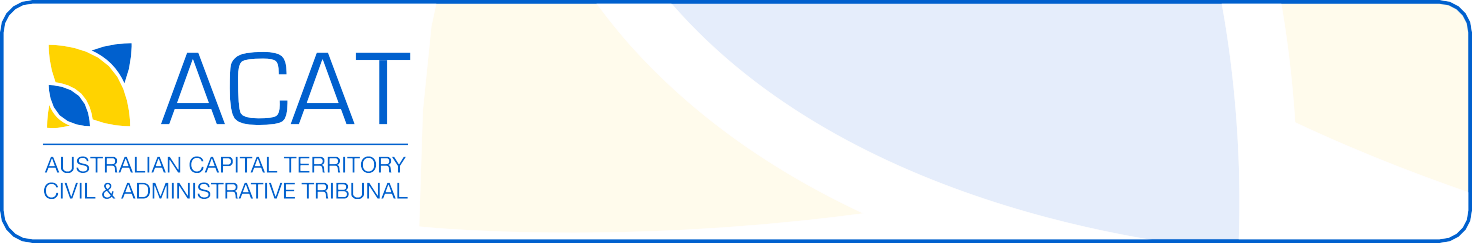 ACAT
AUSTRALIAN CAPITAL TERRITORY
CIVIL & ADMINISTRATIVE TRIBUNAL